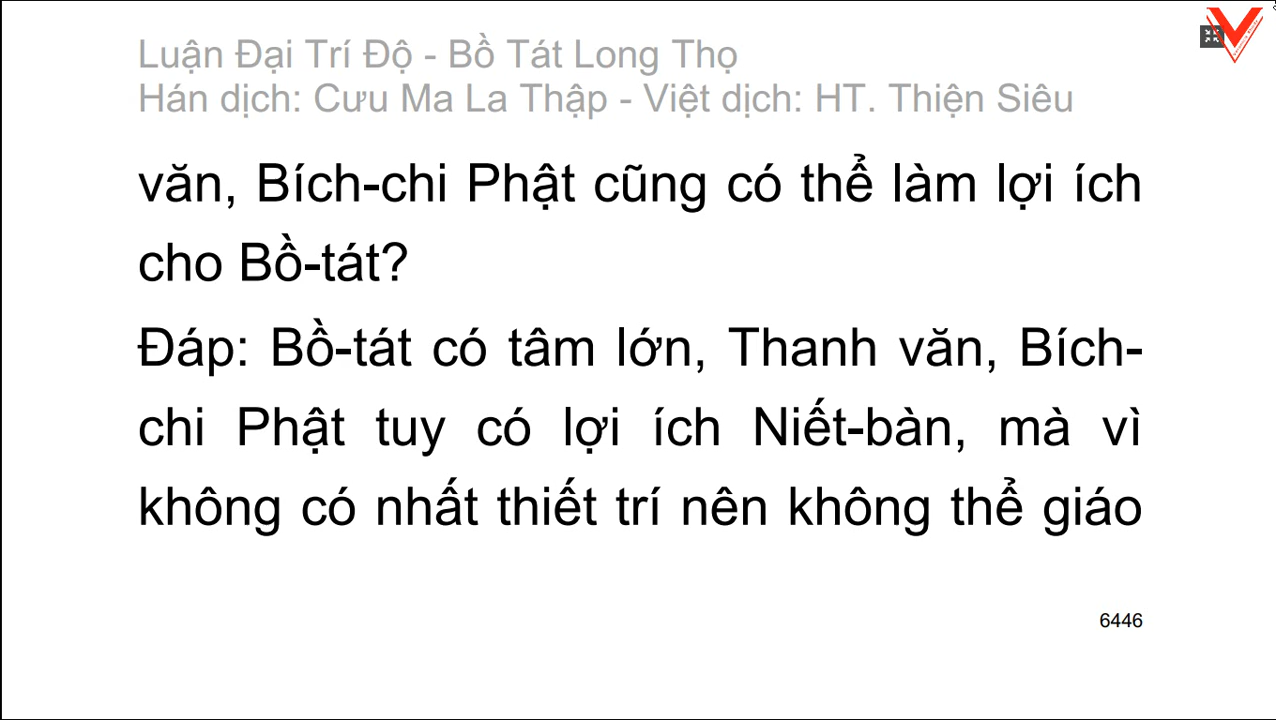 Luận Đại Trí Độ - Bồ Tát Long Thọ
Hán dịch: Cưu Ma La Thập - Việt dịch: HT. Thiện Siêu
văn, Bích-chi Phật cũng có thể làm lợi ích
cho Bồ-tát?
Đáp: Bồ-tát có tâm lớn, Thanh văn, Bích-
chi Phật tuy có lợi ích Niết-bàn, mà vì
không có nhất thiết trí nên không thể giáo
6446